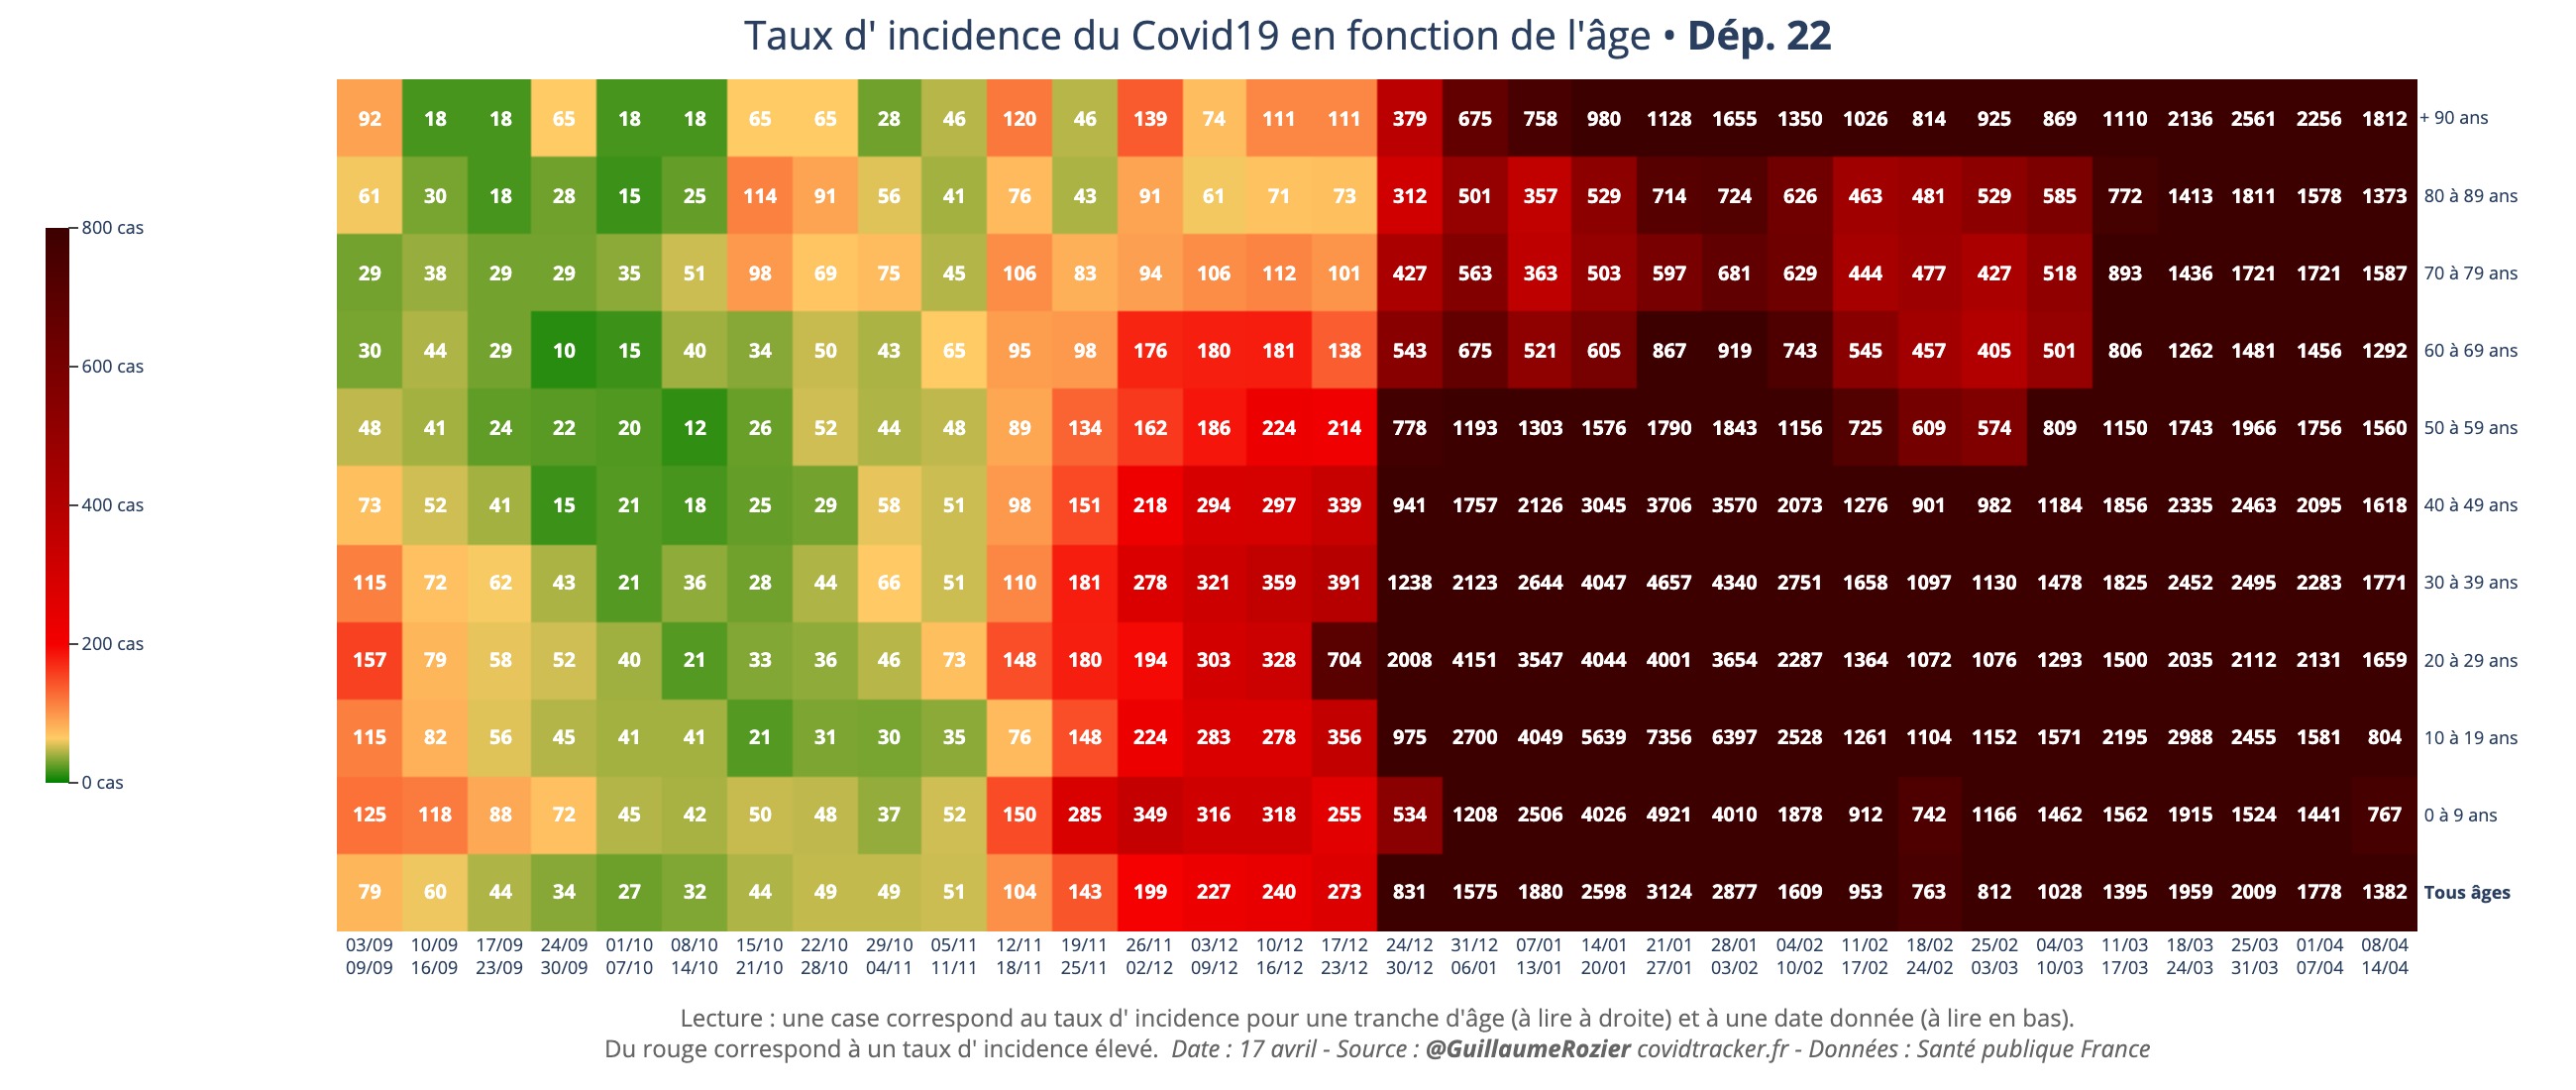 Taux d' incidence du Covid19 en fonction de l'âge • Dép. 22
92 18 18 65 18 18 65 65 28 46 120 46 139 74 111 111 379 675 758 980 1128 1655 1350 1026 814 925 869 1110 2136 2561 2256 1812 + 90 ans
61 30 18 28 15 25 114 91 56 41 76 43 91 61 71 73 312 501 357 529 714 724 626 463 481 529 585 772 1413 1811 1578 1373 80 à 89 ans
29 38 29 29 35 51 98 69 75 45 106 83 94 106 112 101 427 563 363 503 597 681 629 444 477 427 518 893 1436 1721 1721 1587 70 à 79 ans
30 44 29 10 15 40 34 50 43 65 95 98 176 180 181 138 543 675 521 605 867 919 743 545 457 405 501 806 1262 1481 1456 1292 60 à 69 ans
48 41 24 22 20 12 26 52 44 48 89 134 162 186 224 214 778 1193 1303 1576 1790 1843 1156 725 609 574 809 1150 1743 1966 1756 1560 50 à 59 ans
73 52 41 15 21 18 25 29 58 51 98 151 218 294 297 339 941 1757 2126 3045 3706 3570 2073 1276 901 982 1184 1856 2335 2463 2095 1618 40 à 49 ans
115 72 62 43 21 36 28 44 66 51 110 181 278 321 359 391 1238 2123 2644 4047 4657 4340 2751 1658 1097 1130 1478 1825 2452 2495 2283 1771 30 à 39 ans
157 79 58 52 40 21 33 36 46 73 148 180 194 303 328 704 2008 4151 3547 4044 4001 3654 2287 1364 1072 1076 1293 1500 2035 2112 2131 1659 20 à 29 ans
115 82 56 45 41 41 21 31 30 35 76 148 224 283 278 356 975 2700 4049 5639 7356 6397 2528 1261 1104 1152 1571 2195 2988 2455 1581 804 10 à 19 ans
125 118 88 72 45 42 50 48 37 52 150 285 349 316 318 255 534 1208 2506 4026 4921 4010 1878 912 742 1166 1462 1562 1915 1524 1441 767 0 à 9 ans
79 60 44 34 27 32 44 49 49 51 104 143 199 227 240 273 831 1575 1880 2598 3124 2877 1609 953 763 812 1028 1395 1959 2009 1778 1382 Tous âges
03/09 10/09 17/09 24/09 01/10 08/10 15/10 22/10 29/10 05/11 12/11 19/11 26/11 03/12 10/12 17/12 24/12 31/12 07/01 14/01 21/01 28/01 04/02 11/02 18/02 25/02 04/03 11/03 18/03 25/03 01/04 08/04
09/09 16/09 23/09 30/09 07/10 14/10 21/10 28/10 04/11 11/11 18/11 25/11 02/12 09/12 16/12 23/12 30/12 06/01 13/01 20/01 27/01 03/02 10/02 17/02 24/02 03/03 10/03 17/03 24/03 31/03 07/04 14/04
800 cas
600 cas
400 cas
200 cas
0 cas
Lecture : une case correspond au taux d' incidence pour une tranche d'âge (à lire à droite) et à une date donnée (à lire en bas).
Du rouge correspond à un taux d' incidence élevé. Date : 17 avril - Source : @GuillaumeRozier covidtracker.fr - Données : Santé publique France